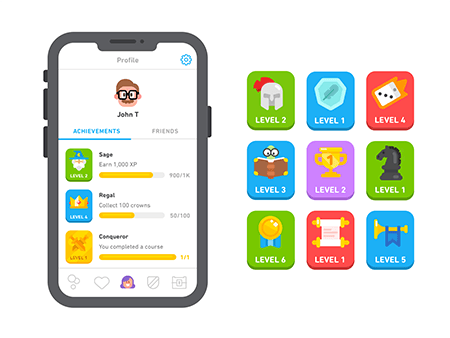 Profile
John T
ACHIEVEMENTS
FRIENDS
Sage
Earn 1,000 XP
LEVEL 2
900/1K
Regal
Collect 100 crowns
LEVEL 4
50/100
Conqueror
You completed a course
1/1
LEVEL 2
LEVEL 1
LEVEL 4
LEVEL 3
1
LEVEL 2
LEVEL 1
LEVEL 6
LEVEL 1
LEVEL 5